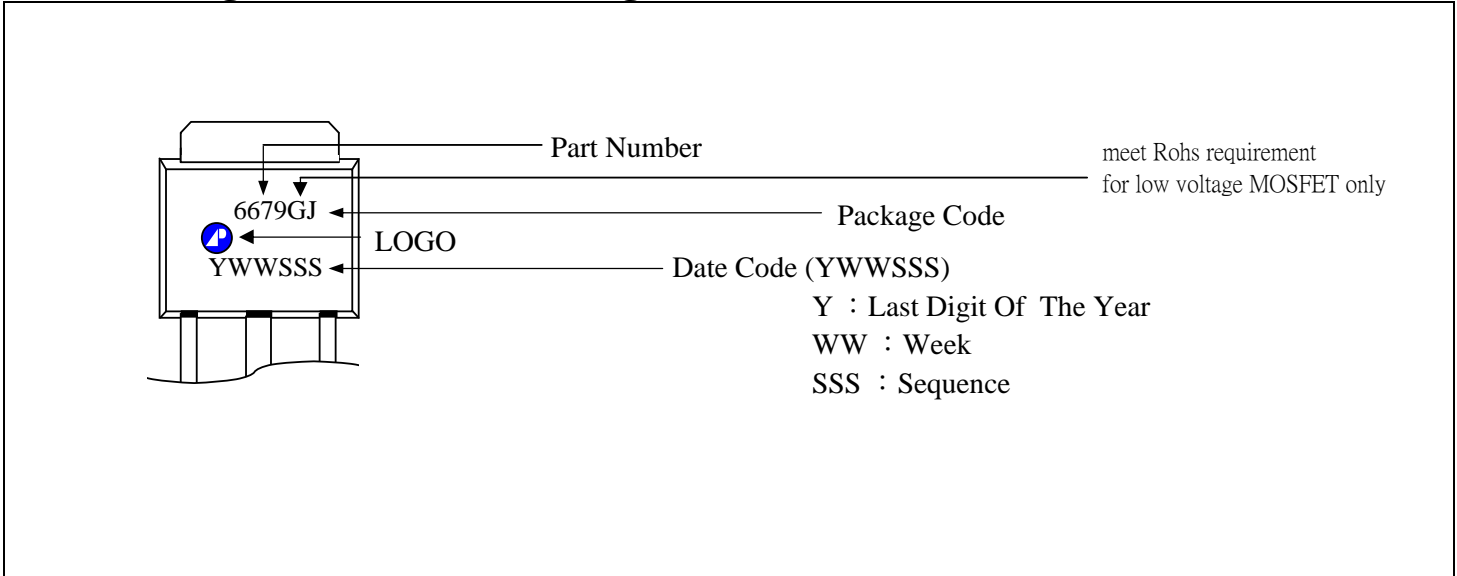 Part Number
meet Rohs requirement
for low voltage MOSFET only
6679GJ
Package Code
LOGO
YWWSSS
Date Code (YWWSSS)
Y ：Last Digit Of The Year
WW ：Week
SSS ：Sequence